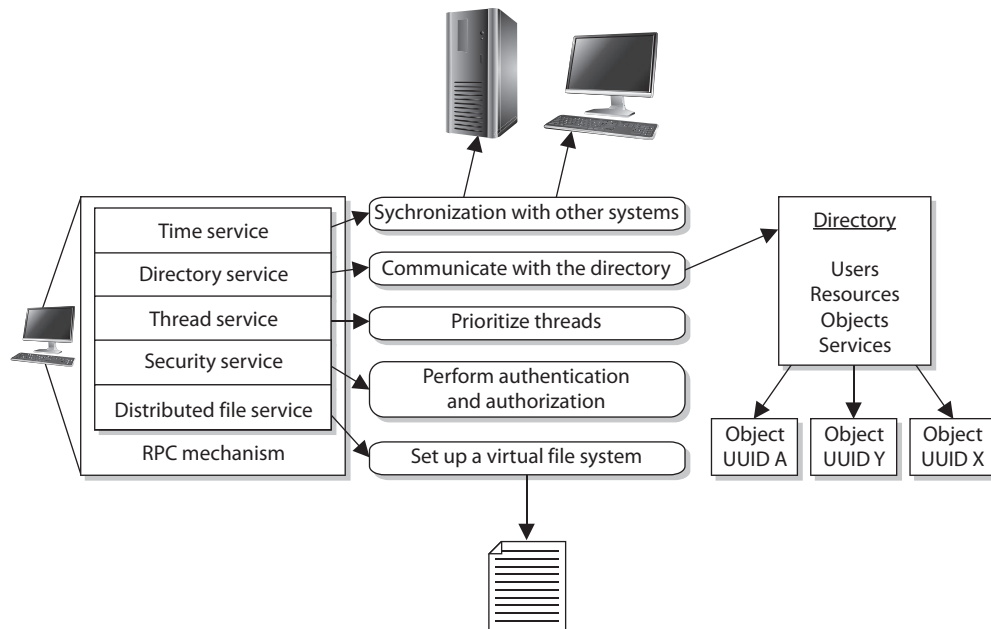 Time service
Directory service
Thread service
Security service
Distributed file service
RPC mechanism
Sychronization with other systems
Communicate with the directory
Prioritize threads
Perform authentication
and authorization
Set up a virtual file system
Directory
Users
Resources
Objects
Services
Object
UUID A
Object
UUID Y
Object
UUID X